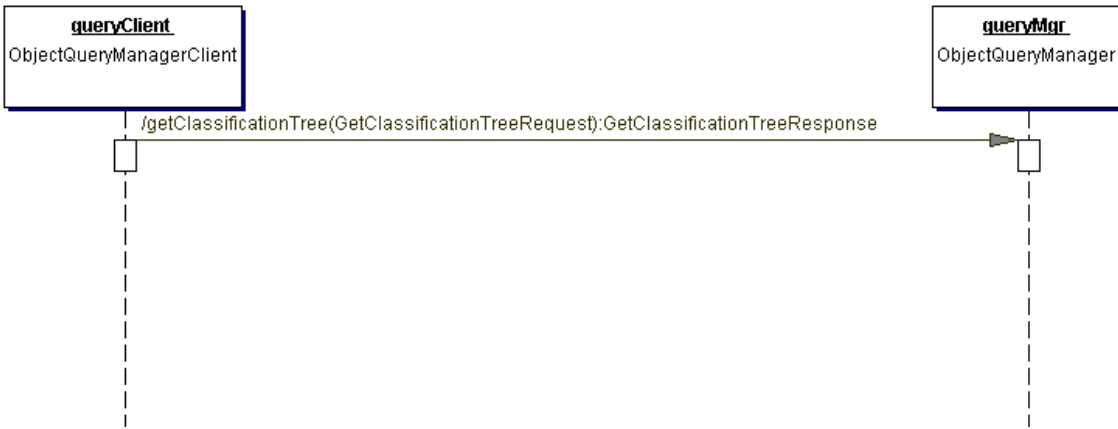 queryClient
ObjectQueryManagerClient
queryMgr
ObjectQueryManager
/getClassificationTree(GetClassificationTreeRequest):GetClassificationTreeResponse